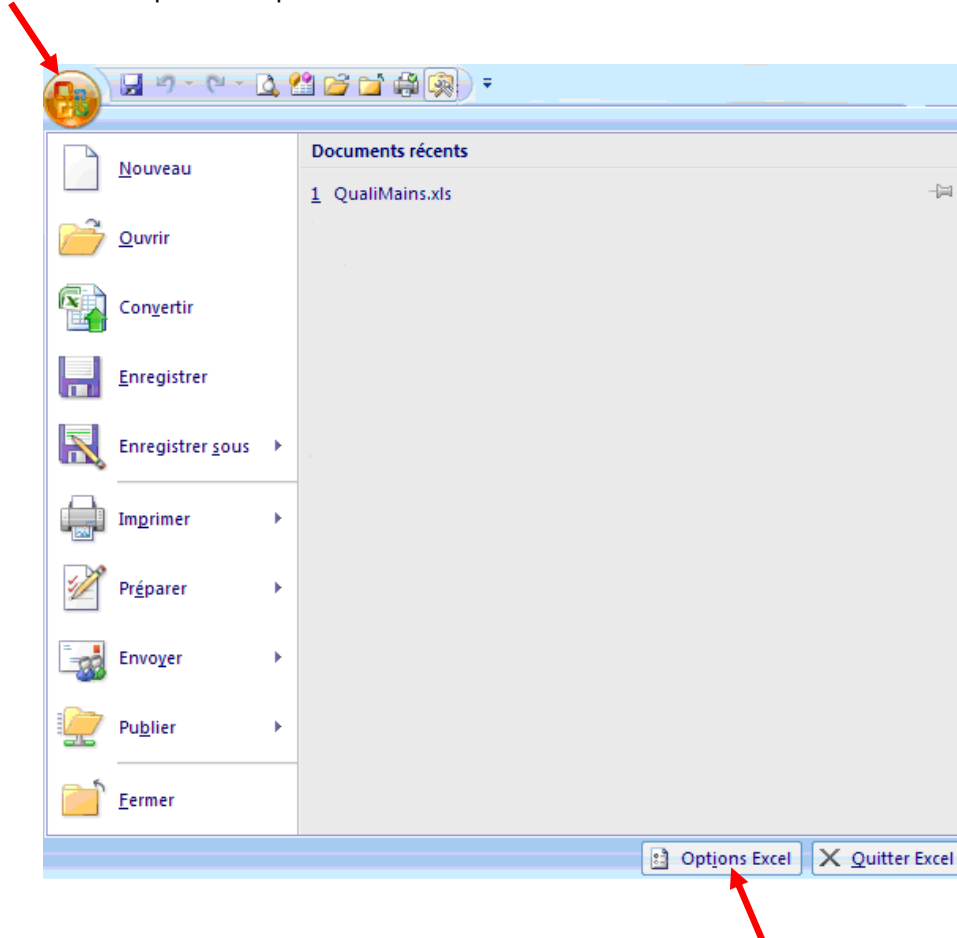 Nouveau
Ouvrir
Convertir
Enregistrer
Enregistrer sous
Imprimer
Préparer
Envoyer
Publier
Fermer
Documents récents
1 QualiMains.xls
Options Excel
Quitter Excel